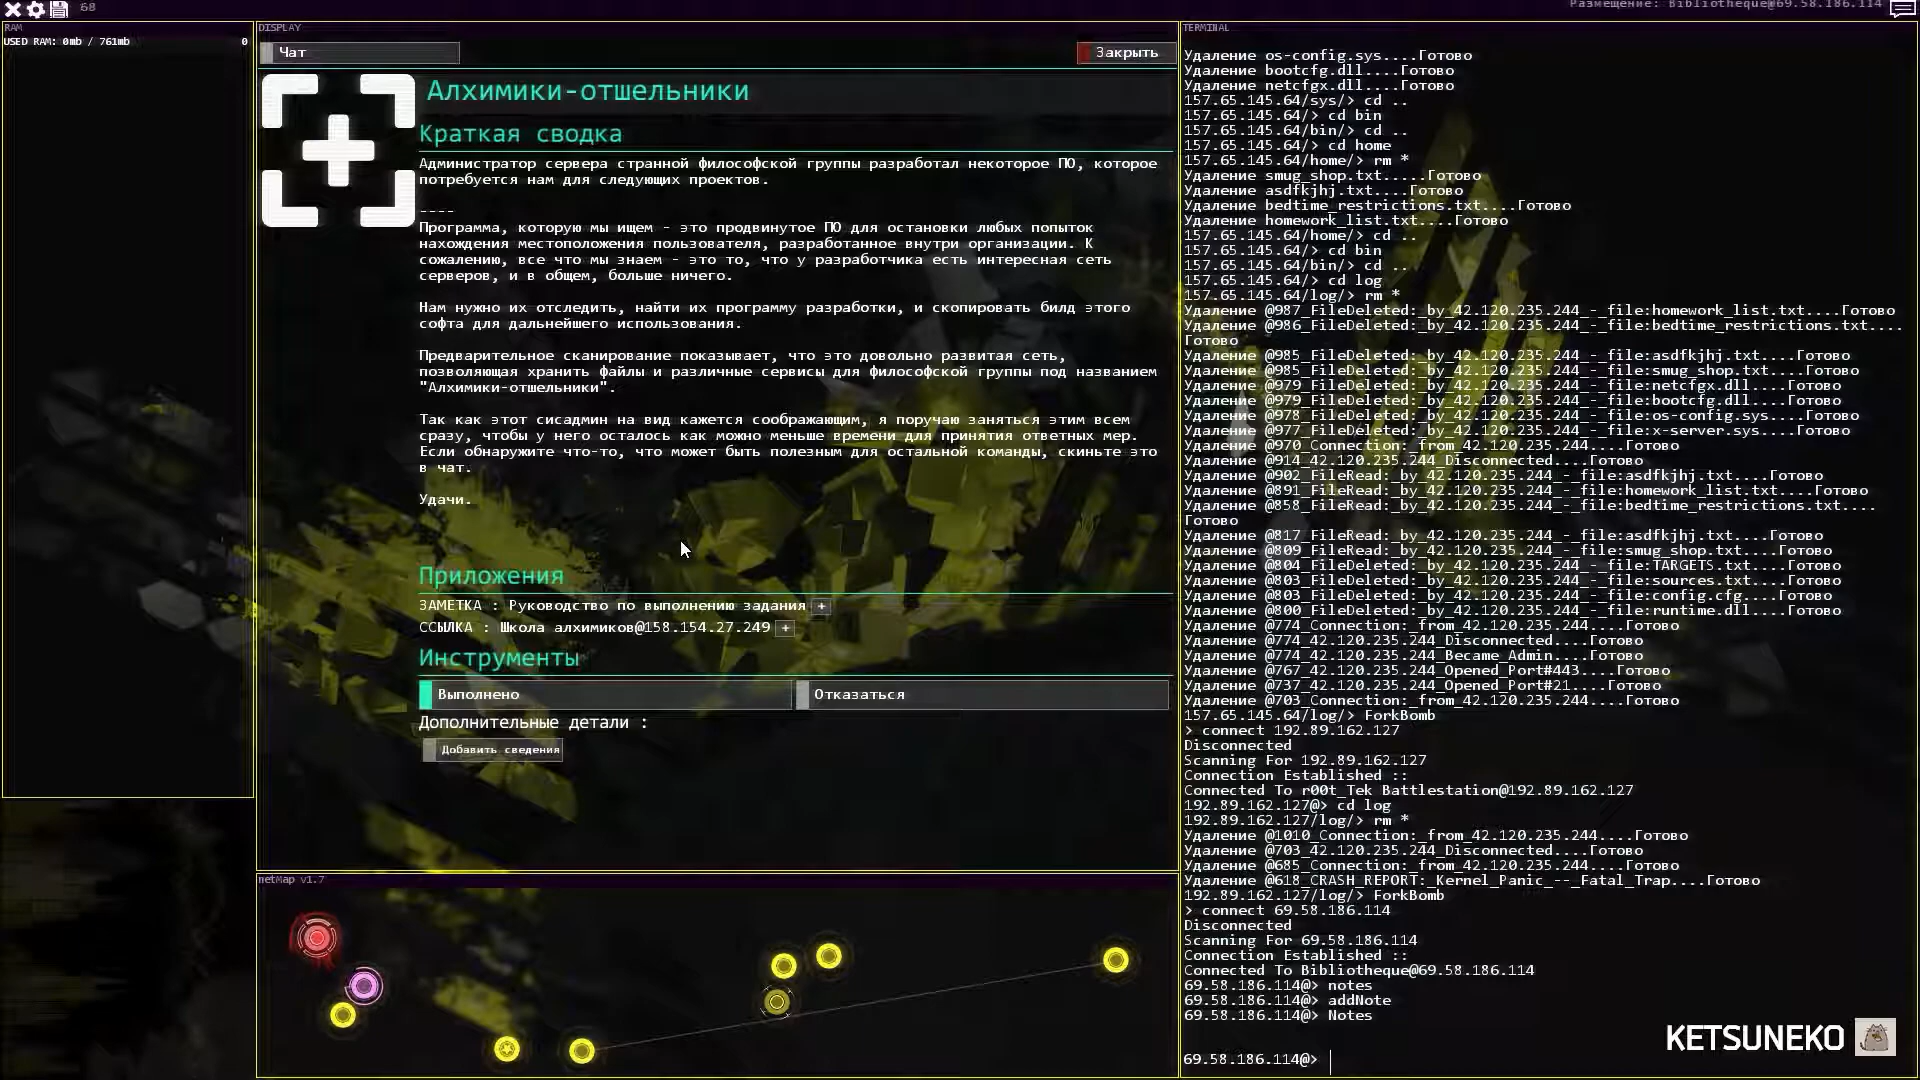 68
Размещение: Bibliotheque@69.58.186.114
RAM
USED RAM: 0mb / 761mb
0
DISPLAY
Чат
Закрыть
Алхимики-отшельники
Краткая сводка
Администратор сервера странной философской группы разработал некоторое ПО, которое
потребуется нам для следующих проектов.
----
Программа, которую мы ищем - это продвинутое ПО для остановки любых попыток
нахождения местоположения пользователя, разработанное внутри организации. К
сожалению, все что мы знаем - это то, что у разработчика есть интересная сеть
серверов, и в общем, больше ничего.
Нам нужно их отследить, найти их программу разработки, и скопировать билд этого
софта для дальнейшего использования.
Предварительное сканирование показывает, что это довольно развитая сеть,
позволяющая хранить файлы и различные сервисы для философской группы под названием
"Алхимики-отшельники".
Так как этот сисадмин на вид кажется соображающим, я поручаю заняться этим всем
сразу, чтобы у него осталось как можно меньше времени для принятия ответных мер.
Если обнаружите что-то, что может быть полезным для остальной команды, скиньте это
в чат.
Удачи.
Приложения
ЗАМЕТКА : Руководство по выполнению задания +
ССЫЛКА : Школа алхимиков@158.154.27.249 +
Инструменты
Выполнено
Отказаться
Дополнительные детали :
Добавить сведения
netMap v1.7
TERMINAL
Удаление os-config.sys....Готово
Удаление bootcfg.dll....Готово
Удаление netcfgx.dll....Готово
157.65.145.64/sys/> cd ..
157.65.145.64/> cd bin
157.65.145.64/bin/> cd ..
157.65.145.64/> cd home
157.65.145.64/home/> rm *
Удаление smug_shop.txt.....Готово
Удаление asdfkjhj.txt....Готово
Удаление bedtime_restrictions.txt....Готово
Удаление homework_list.txt....Готово
157.65.145.64/home/> cd ..
157.65.145.64/> cd bin
157.65.145.64/bin/> cd ..
157.65.145.64/> cd log
157.65.145.64/log/> rm *
Удаление @987_FileDeleted:_by_42.120.235.244_-_file:homework_list.txt....Готово
Удаление @986_FileDeleted:_by_42.120.235.244_-_file:bedtime_restrictions.txt....
Готово
Удаление @985_FileDeleted:_by_42.120.235.244_-_file:asdfkjhj.txt....Готово
Удаление @985_FileDeleted:_by_42.120.235.244_-_file:smug_shop.txt....Готово
Удаление @979_FileDeleted:_by_42.120.235.244_-_file:netcfgx.dll....Готово
Удаление @979_FileDeleted:_by_42.120.235.244_-_file:bootcfg.dll....Готово
Удаление @978_FileDeleted:_by_42.120.235.244_-_file:os-config.sys....Готово
Удаление @977_FileDeleted:_by_42.120.235.244_-_file:x-server.sys....Готово
Удаление @970_Connection:_from_42.120.235.244....Готово
Удаление @914_42.120.235.244_Disconnected....Готово
Удаление @902_FileRead:_by_42.120.235.244_-_file:asdfkjhj.txt....Готово
Удаление @891_FileRead:_by_42.120.235.244_-_file:homework_list.txt....Готово
Удаление @858_FileRead:_by_42.120.235.244_-_file:bedtime_restrictions.txt....
Готово
Удаление @817_FileRead:_by_42.120.235.244_-_file:asdfkjhj.txt....Готово
Удаление @809_FileRead:_by_42.120.235.244_-_file:smug_shop.txt....Готово
Удаление @804_FileDeleted:_by_42.120.235.244_-_file:TARGETS.txt....Готово
Удаление @803_FileDeleted:_by_42.120.235.244_-_file:sources.txt....Готово
Удаление @803_FileDeleted:_by_42.120.235.244_-_file:config.cfg....Готово
Удаление @800_FileDeleted:_by_42.120.235.244_-_file:runtime.dll....Готово
Удаление @774_Connection:_from_42.120.235.244....Готово
Удаление @774_42.120.235.244_Disconnected....Готово
Удаление @774_42.120.235.244_Became_Admin....Готово
Удаление @767_42.120.235.244_Opened_Port#443....Готово
Удаление @737_42.120.235.244_Opened_Port#21....Готово
Удаление @703_Connection:_from_42.120.235.244....Готово
157.65.145.64/log/> ForkBomb
> connect 192.89.162.127
Disconnected
Scanning For 192.89.162.127
Connection Established ::
Connected To r00t_Tek Battlestation@192.89.162.127
192.89.162.127@> cd log
192.89.162.127/log/> rm *
Удаление @1010_Connection:_from_42.120.235.244....Готово
Удаление @703_42.120.235.244_Disconnected....Готово
Удаление @685_Connection:_from_42.120.235.244....Готово
Удаление @618_CRASH_REPORT:_Kernel_Panic_--_Fatal_Trap....Готово
192.89.162.127/log/> ForkBomb
> connect 69.58.186.114
Disconnected
Scanning For 69.58.186.114
Connection Established ::
Connected To Bibliotheque@69.58.186.114
69.58.186.114@> notes
69.58.186.114@> addNote
69.58.186.114@> Notes
69.58.186.114@>
KETSUNEKO